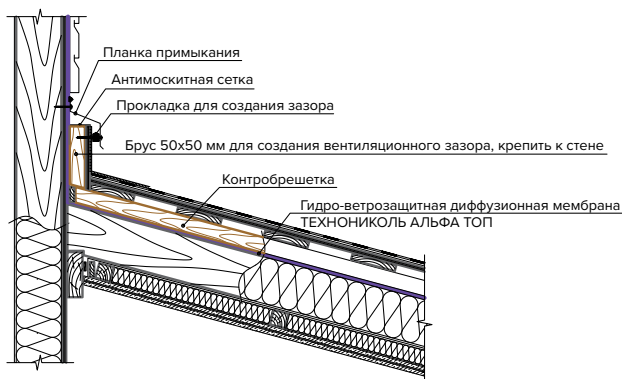 Планка примыкания
Антимоскитная сетка
Прокладка для создания зазора
Брус 50х50 мм для создания вентиляционного зазора, крепить к стене
Контробрешетка
Гидро-ветрозащитная диффузионная мембрана
ТЕХНОНИКОЛЬ АЛЬФА ТОП